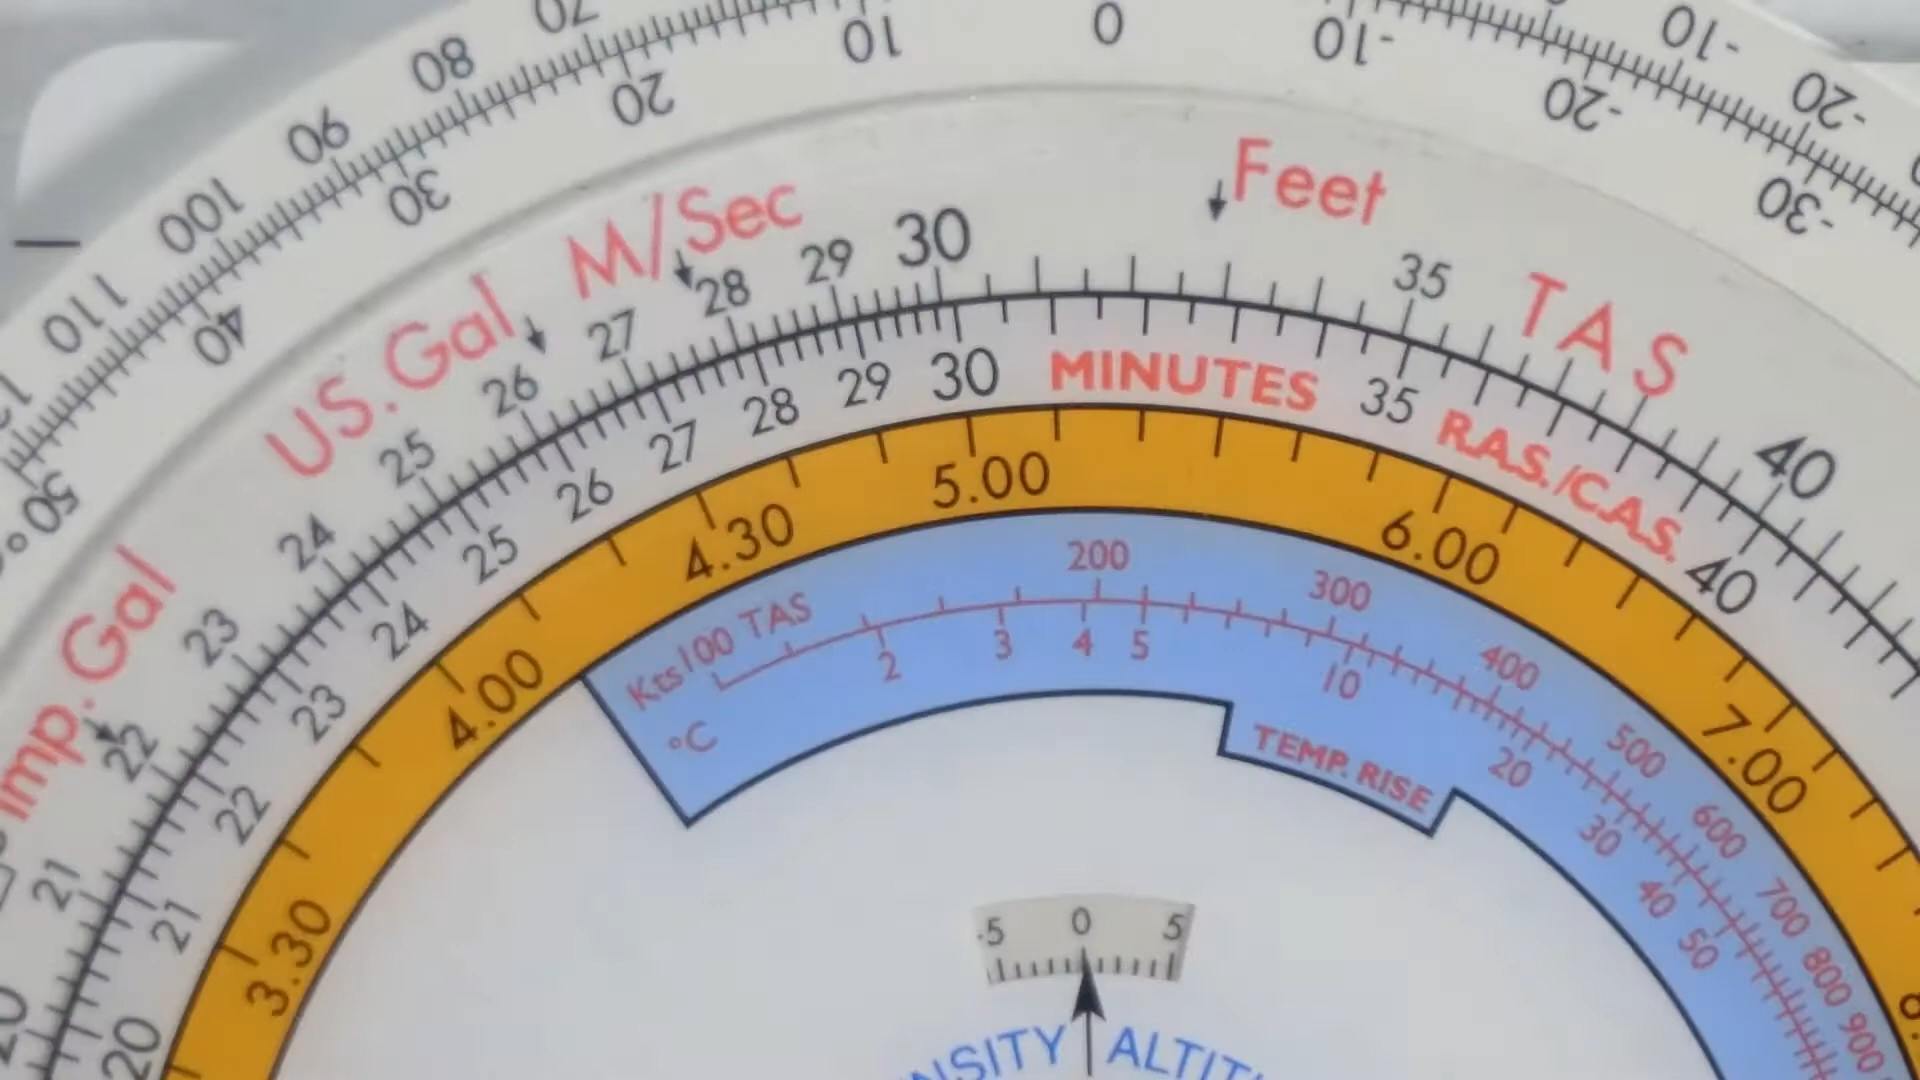 70 80 90 100 110
0 -10 -20
50° 40 30 20 10 0 -10 -20 -30
Imp. Gal US. Gal M/Sec Feet TAS
20 21 22 23 24 25 26 27 28 29 30 35 40
20 21 22 23 24 25 26 27 28 29 30 MINUTES 35 R.A.S./C.A.S. 40
3.30 4.00 4.30 5.00 6.00 7.00
Kts 100 TAS 200 300 400 500 600 700 800 900
°C 2 3 4 5 10 20 30 40 50
TEMP. RISE
-5 0 5
NSITY ALTIT